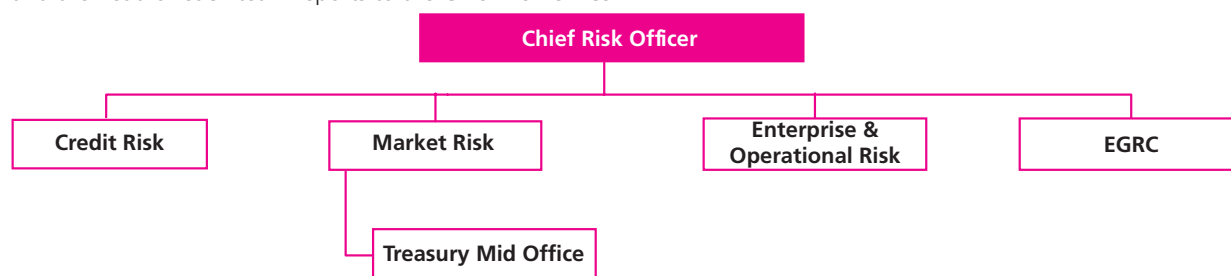 Chief Risk Officer
Credit Risk
Market Risk
Enterprise &
Operational Risk
EGRC
Treasury Mid Office